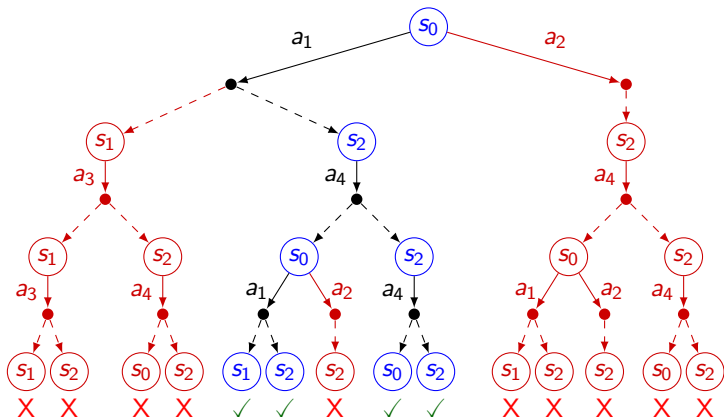 s₀
a₁ a₂
s₁ s₂ s₂
a₃ a₄ a₄
s₁ s₂ s₀ s₂ s₀ s₂
a₃ a₄ a₁ a₂ a₄ a₁ a₂ a₄
s₁ s₂ s₀ s₂ s₁ s₂ s₂ s₀ s₂ s₁ s₂ s₂ s₀ s₂
X X X X ✓ ✓ X ✓ ✓ X X X X X